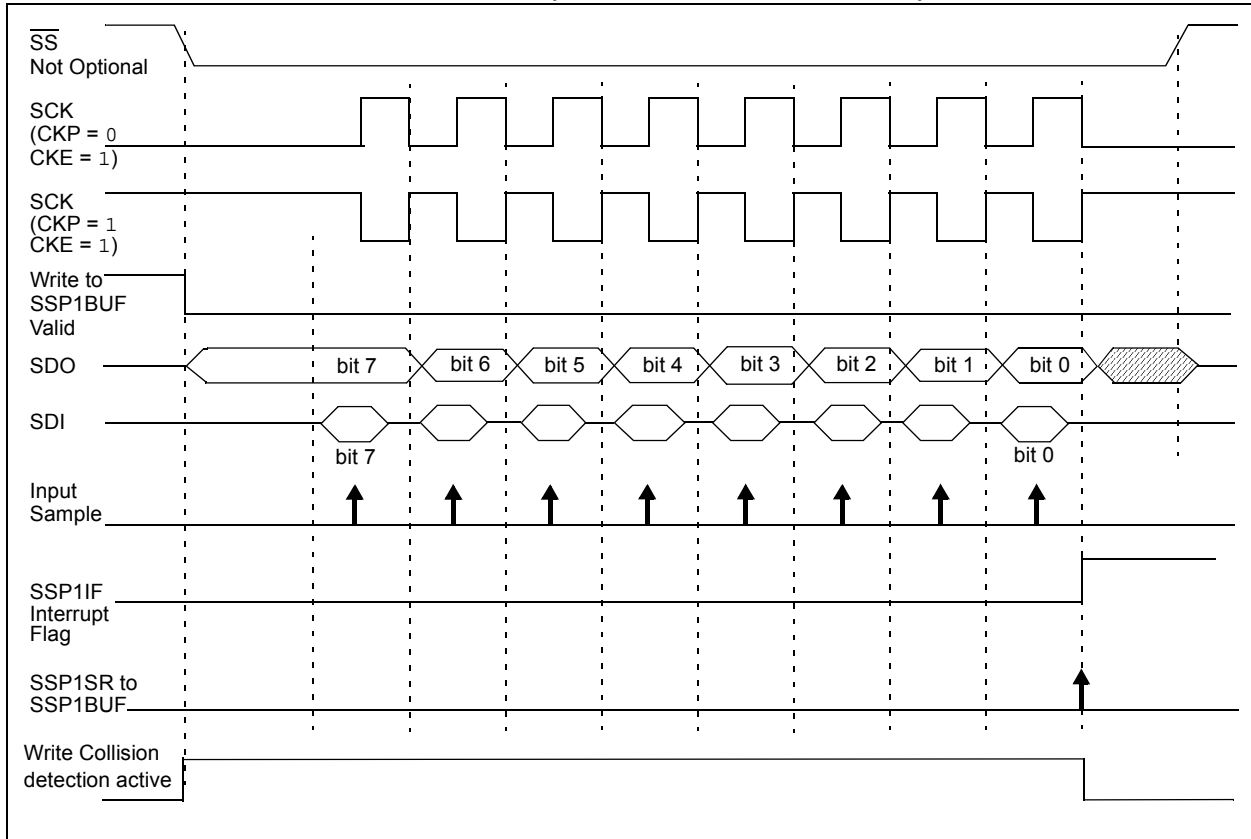 SS
Not Optional
SCK
(CKP = 0
CKE = 1)
SCK
(CKP = 1
CKE = 1)
Write to
SSP1BUF
Valid
SDO
bit 7 bit 6 bit 5 bit 4 bit 3 bit 2 bit 1 bit 0
SDI
bit 7 bit 0
Input
Sample
SSP1IF
Interrupt
Flag
SSP1SR to
SSP1BUF
Write Collision
detection active